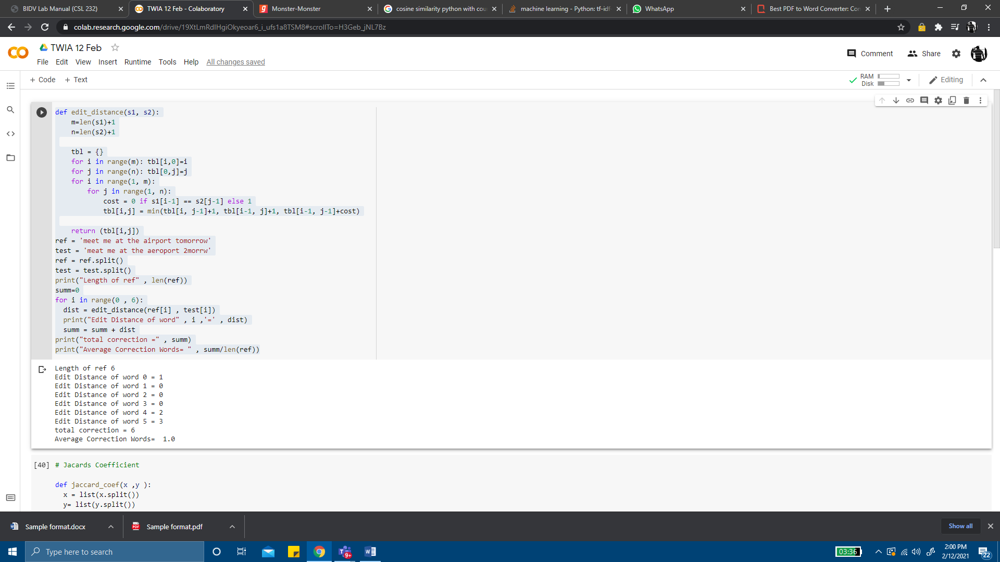 BIDV Lab Manual (CSL 232)
TWIA 12 Feb - Colaboratory
Monster-Monster
cosine similarity python with cou
machine learning - Python: tf-idf
WhatsApp
Best PDF to Word Converter: Con
colab.research.google.com/drive/19XtLmRdIHgiOkyeoar6_i_ufs1a8TSM8#scrollTo=H3Geb_jNL7Bz
TWIA 12 Feb
File Edit View Insert Runtime Tools Help All changes saved
Comment
Share
+ Code + Text
RAM
Disk
Editing
def edit_distance(s1, s2):
    m=len(s1)+1
    n=len(s2)+1
    tbl = {}
    for i in range(m): tbl[i,0]=i
    for j in range(n): tbl[0,j]=j
    for i in range(1, m):
        for j in range(1, n):
            cost = 0 if s1[i-1] == s2[j-1] else 1
            tbl[i,j] = min(tbl[i, j-1]+1, tbl[i-1, j]+1, tbl[i-1, j-1]+cost)
    return (tbl[i,j])
ref = 'meet me at the airport tomorrow'
test = 'meat me at the aeroport 2morrw'
ref = ref.split()
test = test.split()
print("Length of ref" , len(ref))
summ=0
for i in range(0 , 6):
  dist = edit_distance(ref[i] , test[i])
  print("Edit Distance of word" , i ,'=' , dist)
  summ = summ + dist
print("total correction =" , summ)
print("Average Correction Words= " , summ/len(ref))
Length of ref 6
Edit Distance of word 0 = 1
Edit Distance of word 1 = 0
Edit Distance of word 2 = 0
Edit Distance of word 3 = 0
Edit Distance of word 4 = 2
Edit Distance of word 5 = 3
total correction = 6
Average Correction Words=  1.0
[40] # Jacards Coefficient
def jaccard_coef(x ,y ):
  x = list(x.split())
  y= list(y.split())
Sample format.docx
Sample format.pdf
Show all
Type here to search
9+
03:36
2:00 PM
2/12/2021
22